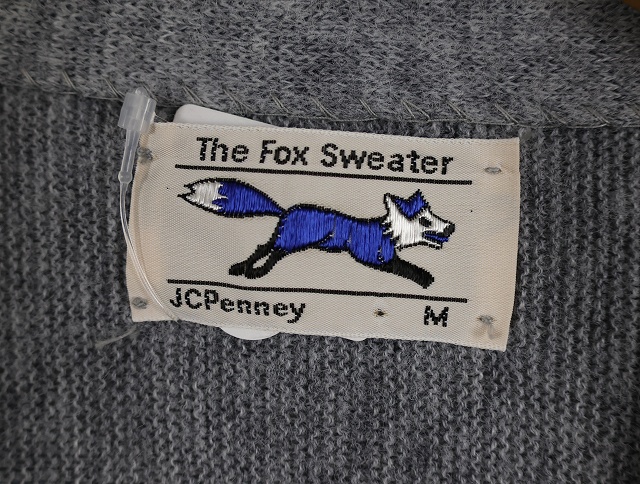 The Fox Sweater
JCPenney M